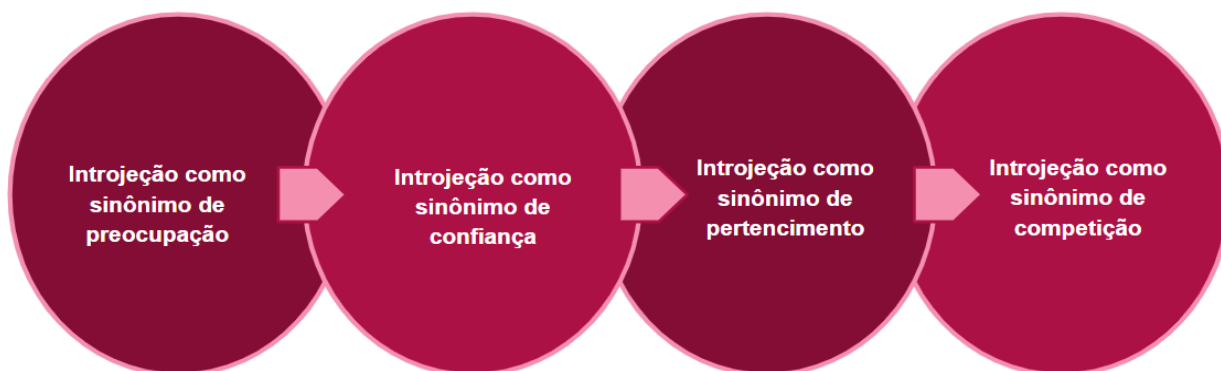 Introjeção como
sinônimo de
preocupação
Introjeção como
sinônimo de
confiança
Introjeção como
sinônimo de
pertencimento
Introjeção como
sinônimo de
competição